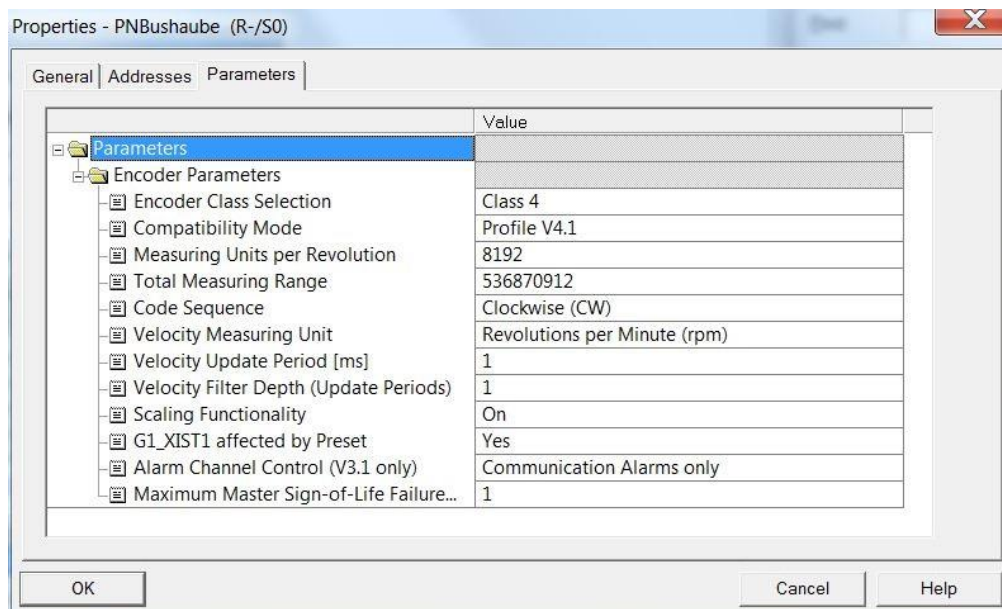 Properties - PNBushaube (R-/S0)
General Addresses Parameters
Value
Parameters
Encoder Parameters
Encoder Class Selection Class 4
Compatibility Mode Profile V4.1
Measuring Units per Revolution 8192
Total Measuring Range 536870912
Code Sequence Clockwise (CW)
Velocity Measuring Unit Revolutions per Minute (rpm)
Velocity Update Period [ms] 1
Velocity Filter Depth (Update Periods) 1
Scaling Functionality On
G1_XIST1 affected by Preset Yes
Alarm Channel Control (V3.1 only) Communication Alarms only
Maximum Master Sign-of-Life Failure... 1
OK Cancel Help